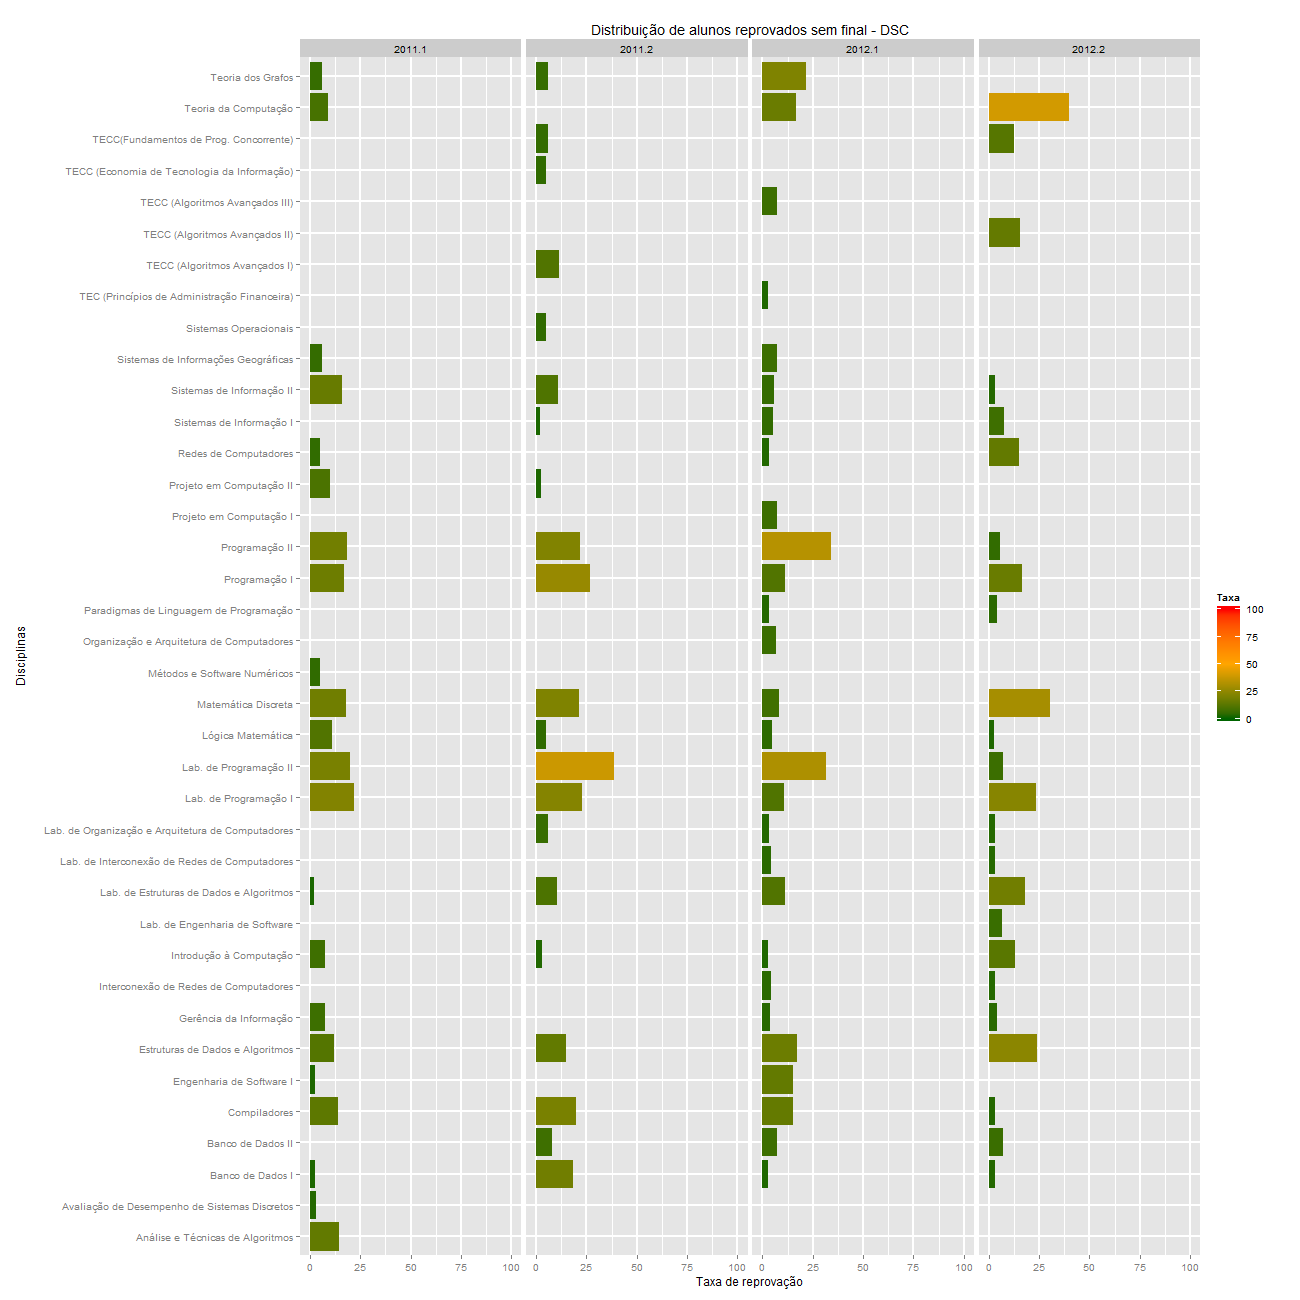 Distribuição de alunos reprovados sem final - DSC
2011.1 2011.2 2012.1 2012.2
Teoria dos Grafos
Teoria da Computação
TECC(Fundamentos de Prog. Concorrente)
TECC (Economia de Tecnologia da Informação)
TECC (Algoritmos Avançados III)
TECC (Algoritmos Avançados II)
TECC (Algoritmos Avançados I)
TEC (Princípios de Administração Financeira)
Sistemas Operacionais
Sistemas de Informações Geográficas
Sistemas de Informação II
Sistemas de Informação I
Redes de Computadores
Projeto em Computação II
Projeto em Computação I
Programação II
Programação I
Paradigmas de Linguagem de Programação
Organização e Arquitetura de Computadores
Métodos e Software Numéricos
Matemática Discreta
Lógica Matemática
Lab. de Programação II
Lab. de Programação I
Lab. de Organização e Arquitetura de Computadores
Lab. de Interconexão de Redes de Computadores
Lab. de Estruturas de Dados e Algoritmos
Lab. de Engenharia de Software
Introdução à Computação
Interconexão de Redes de Computadores
Gerência da Informação
Estruturas de Dados e Algoritmos
Engenharia de Software I
Compiladores
Banco de Dados II
Banco de Dados I
Avaliação de Desempenho de Sistemas Discretos
Análise e Técnicas de Algoritmos
Disciplinas
0 25 50 75 100 0 25 50 75 100 0 25 50 75 100 0 25 50 75 100
Taxa de reprovação
Taxa
100
75
50
25
0